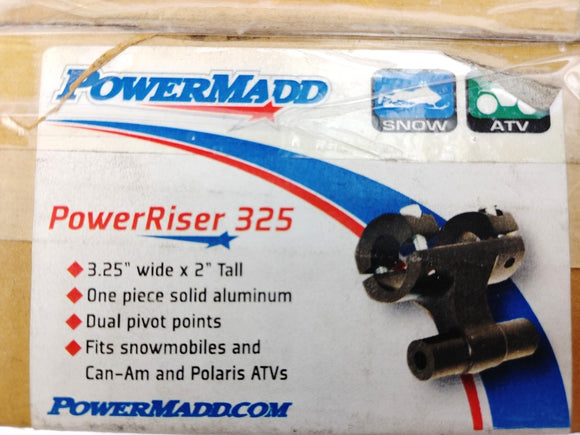 POWERMADD
SNOW
ATV
PowerRiser 325
3.25" wide x 2" Tall
One piece solid aluminum
Dual pivot points
Fits snowmobiles and
Can-Am and Polaris ATVs
POWERMADD.COM